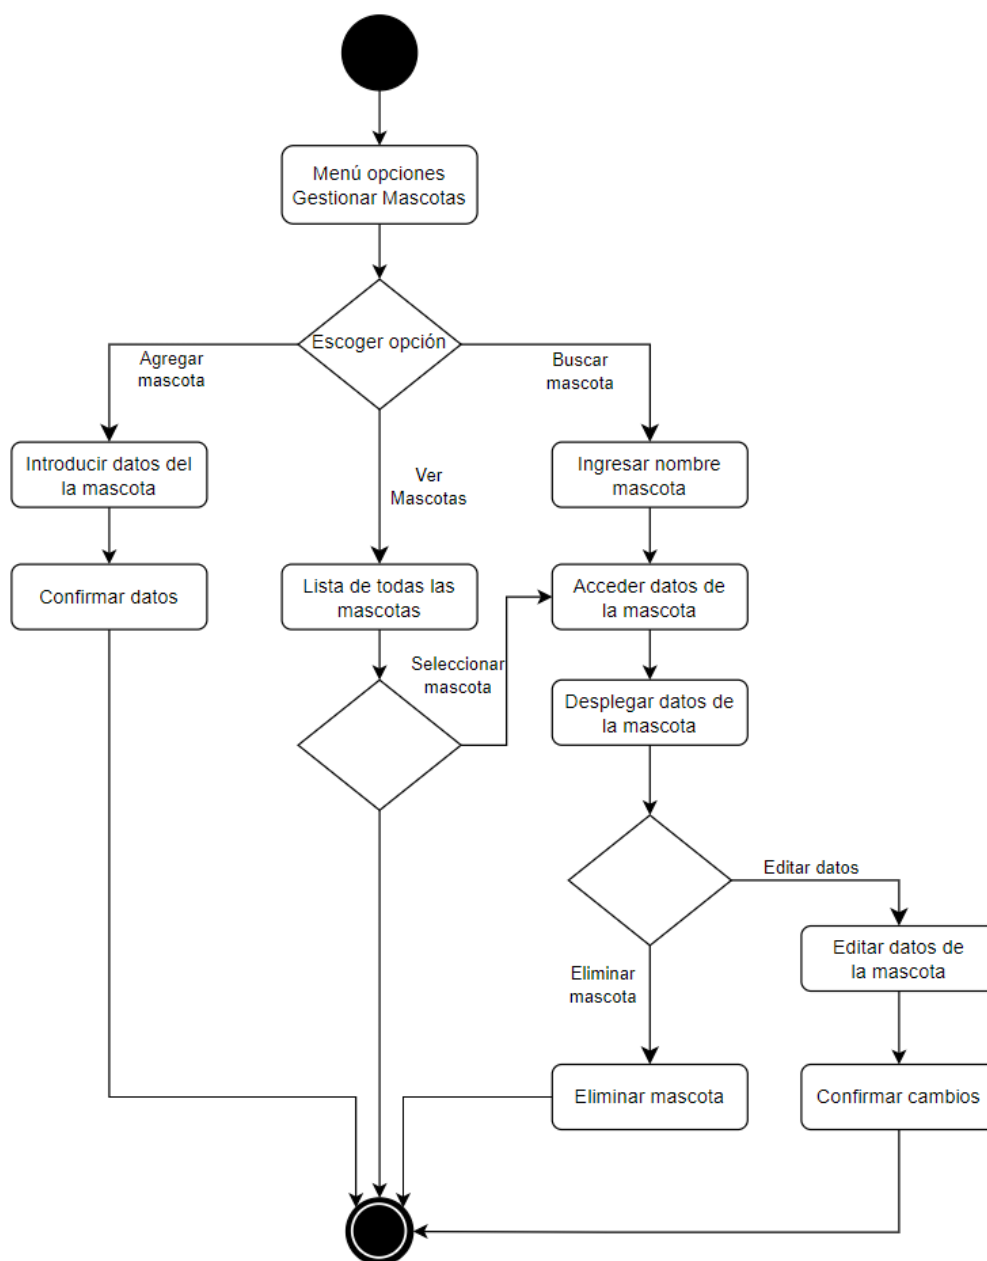 Menú opciones
Gestionar Mascotas
Escoger opción
Agregar
mascota
Buscar
mascota
Introducir datos del
la mascota
Ver
Mascotas
Ingresar nombre
mascota
Confirmar datos
Lista de todas las
mascotas
Acceder datos de
la mascota
Seleccionar
mascota
Desplegar datos de
la mascota
Editar datos
Editar datos de
la mascota
Eliminar
mascota
Eliminar mascota
Confirmar cambios